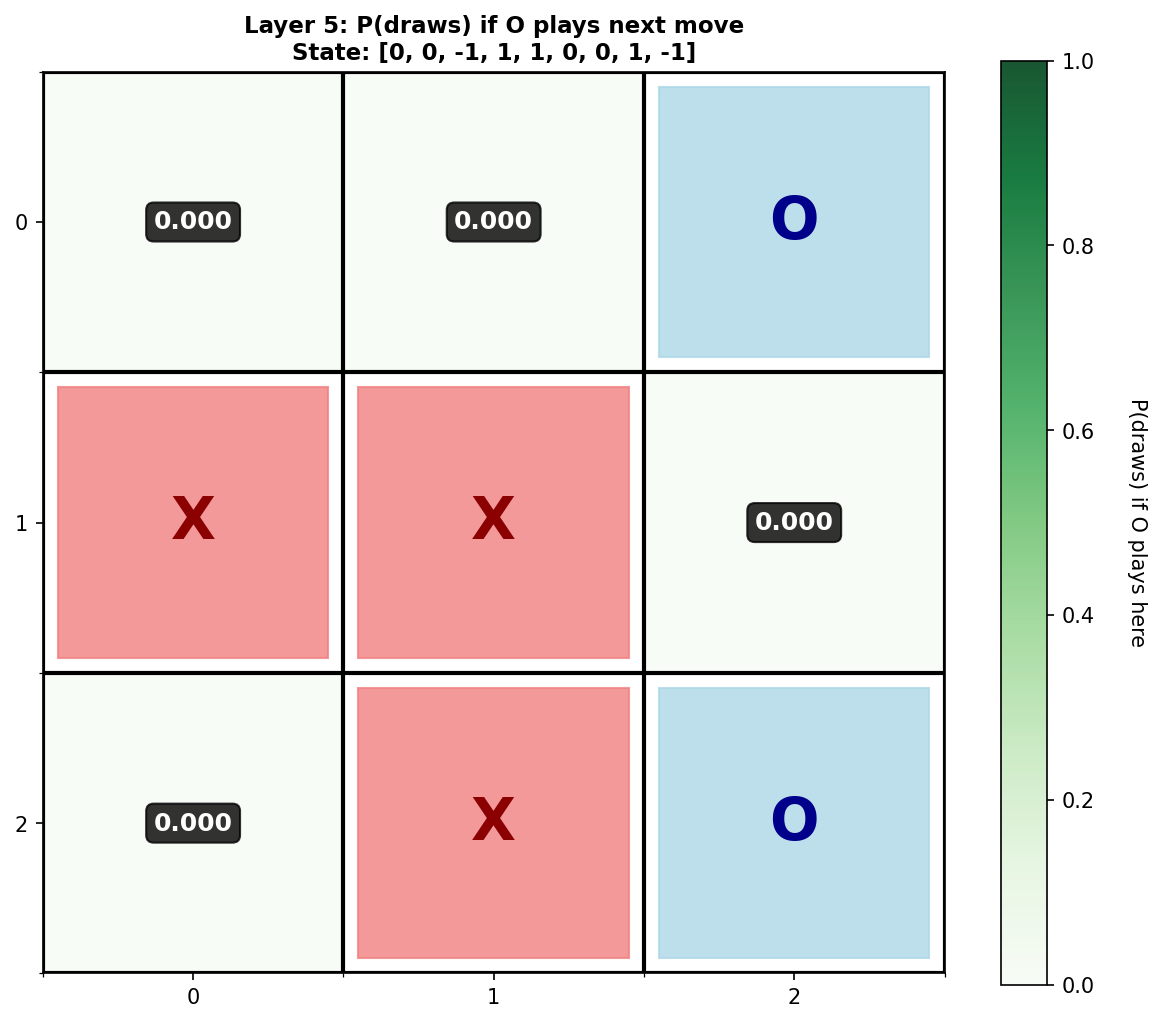 Layer 5: P(draws) if O plays next move
State: [0, 0, -1, 1, 1, 0, 0, 1, -1]
0
0.000
0.000
O
1
X
X
0.000
2
0.000
X
O
0
1
2
1.0
0.8
0.6
0.4
0.2
0.0
P(draws) if O plays here